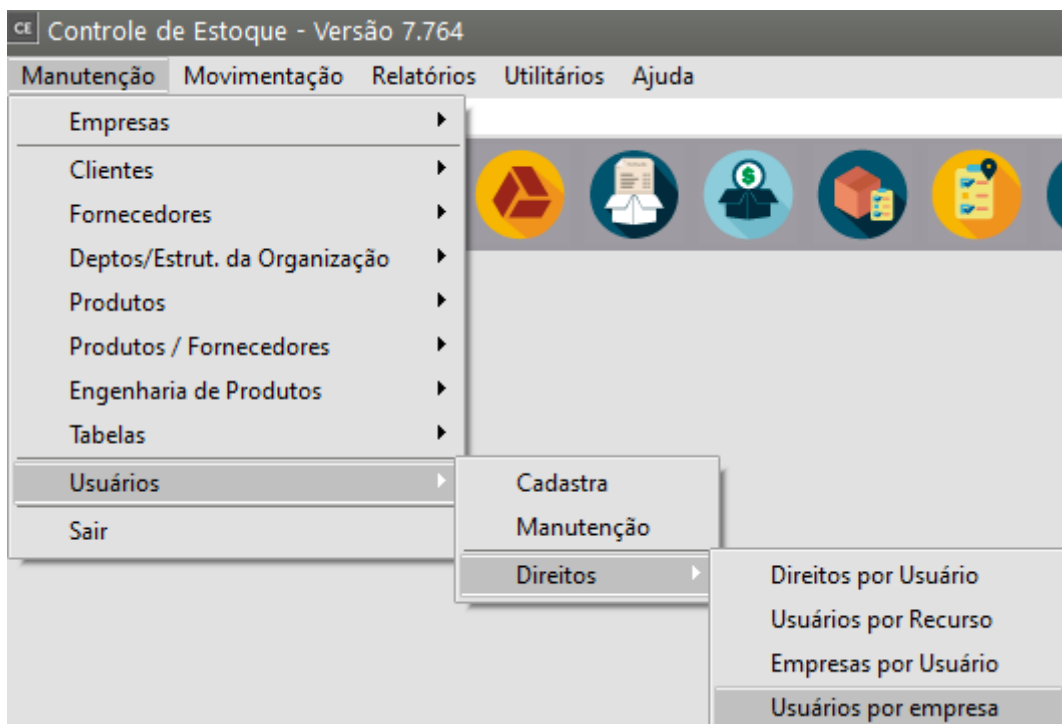 CE Controle de Estoque - Versão 7.764
Manutenção Movimentação Relatórios Utilitários Ajuda
Empresas
Clientes
Fornecedores
Deptos/Estrut. da Organização
Produtos
Produtos / Fornecedores
Engenharia de Produtos
Tabelas
Usuários
Sair
Cadastra
Manutenção
Direitos
Direitos por Usuário
Usuários por Recurso
Empresas por Usuário
Usuários por empresa